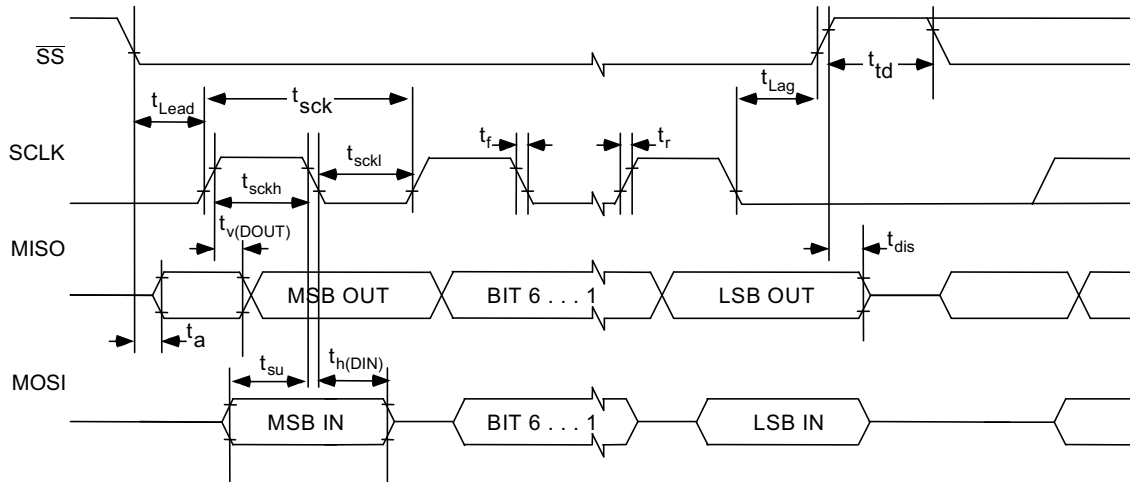 SS
t_td
t_Lag
t_Lead
t_sck
SCLK
t_f
t_r
t_sckl
t_sckh
t_v(DOUT)
MISO
t_dis
MSB OUT
BIT 6 . . . 1
LSB OUT
t_a
t_su
t_h(DIN)
MOSI
MSB IN
BIT 6 . . . 1
LSB IN